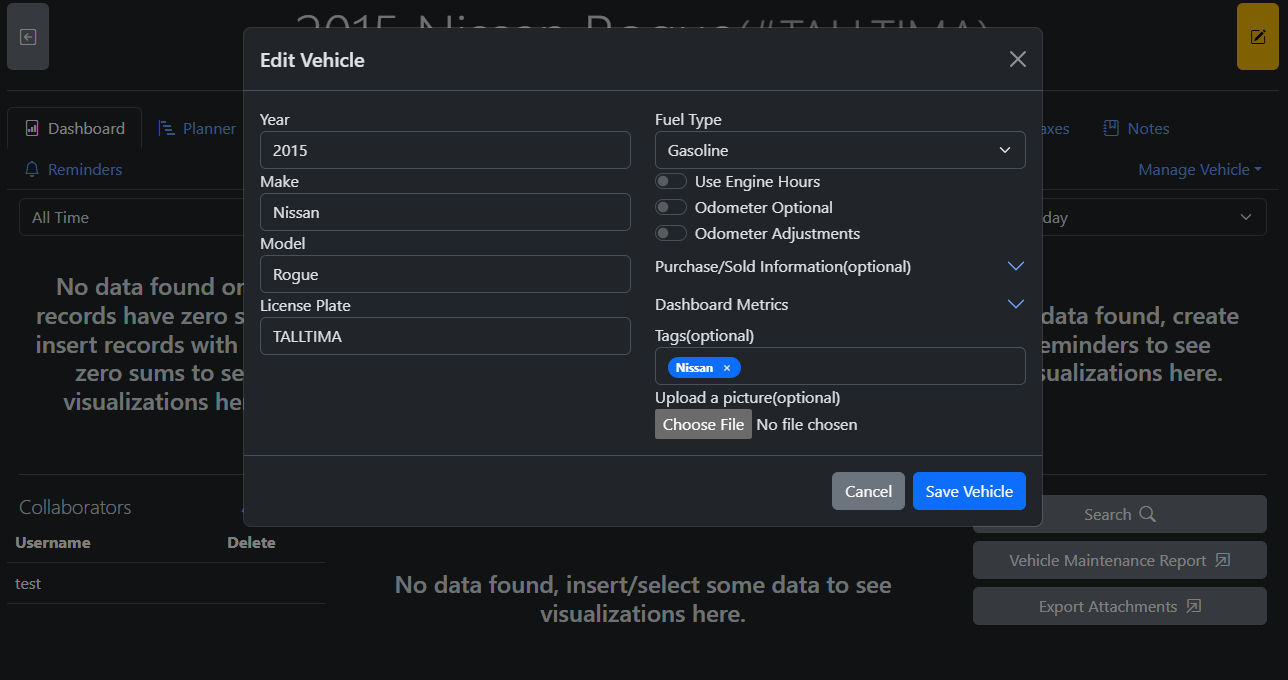 2015 Nissan Rogue(#TALLTIMA)
Edit Vehicle
Dashboard
Planner
Notes
Reminders
Manage Vehicle
All Time
Year
2015
Make
Nissan
Model
Rogue
License Plate
TALLTIMA
Fuel Type
Gasoline
Use Engine Hours
Odometer Optional
Odometer Adjustments
Purchase/Sold Information(optional)
Dashboard Metrics
Tags(optional)
Nissan ×
Upload a picture(optional)
Choose File No file chosen
Cancel
Save Vehicle
No data found or
records have zero s
insert records with
zero sums to se
visualizations he
data found, create
eminders to see
sualizations here.
Collaborators
Username
Delete
test
No data found, insert/select some data to see
visualizations here.
Search
Vehicle Maintenance Report
Export Attachments